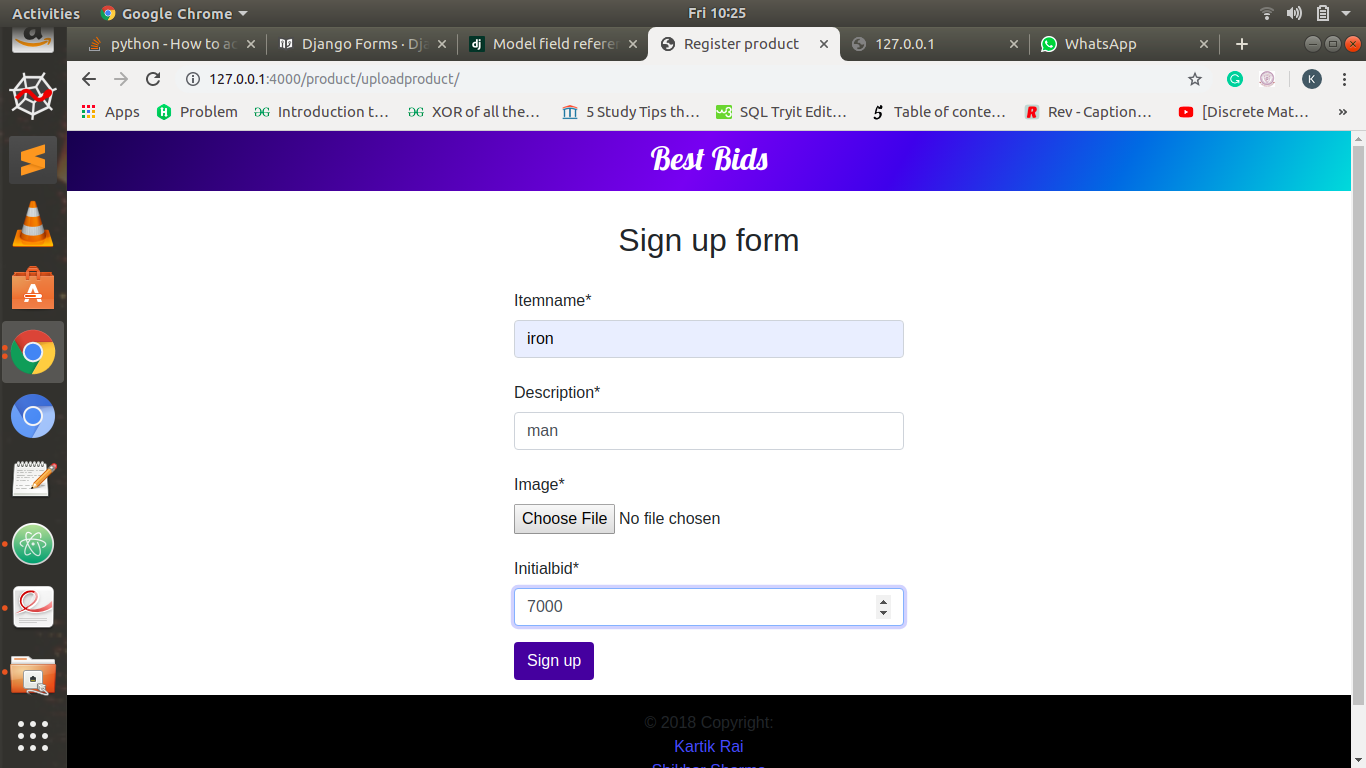 Activities Google Chrome Fri 10:25
python - How to ac Django Forms · Dja Model field referen Register product 127.0.0.1 WhatsApp
127.0.0.1:4000/product/uploadproduct/ K
Apps Problem Introduction t… XOR of all the… 5 Study Tips th… SQL Tryit Edit… Table of conte… Rev - Caption… [Discrete Mat… »
Best Bids
Sign up form
Itemname*
iron
Description*
man
Image*
Choose File No file chosen
Initialbid*
7000
Sign up
© 2018 Copyright:
Kartik Rai